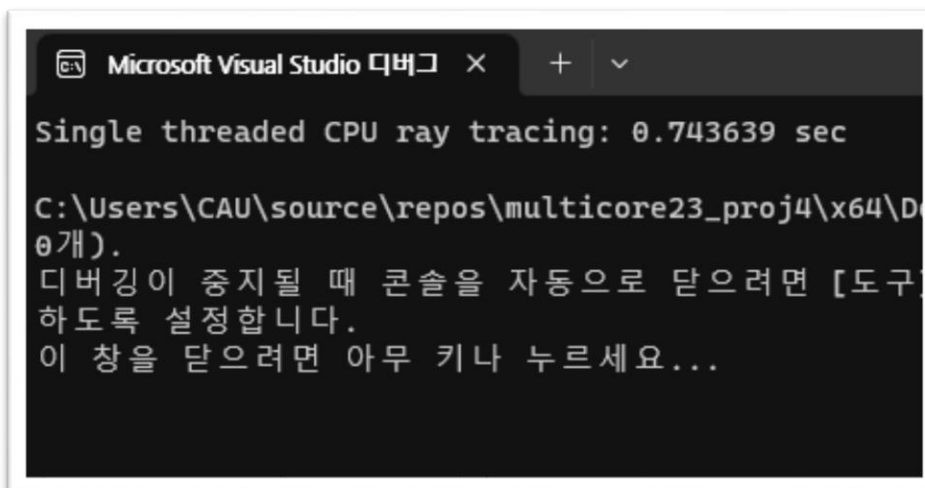 Microsoft Visual Studio 디버그
Single threaded CPU ray tracing: 0.743639 sec
C:\Users\CAU\source\repos\multicore23_proj4\x64\D
0개).
디버깅이 중지될 때 콘솔을 자동으로 닫으려면 [도구]
하도록 설정합니다.
이 창을 닫으려면 아무 키나 누르세요...